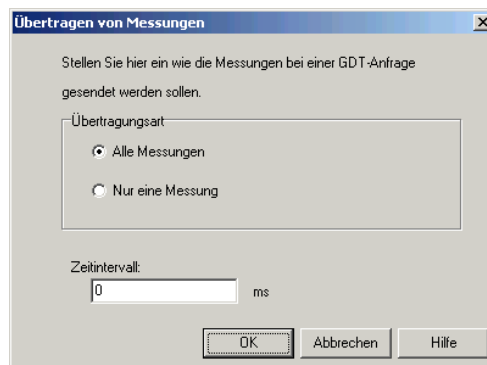 Übertragen von Messungen
Stellen Sie hier ein wie die Messungen bei einer GDT-Anfrage
gesendet werden sollen.
Übertragungsart
Alle Messungen
Nur eine Messung
Zeitintervall:
0 ms
OK Abbrechen Hilfe